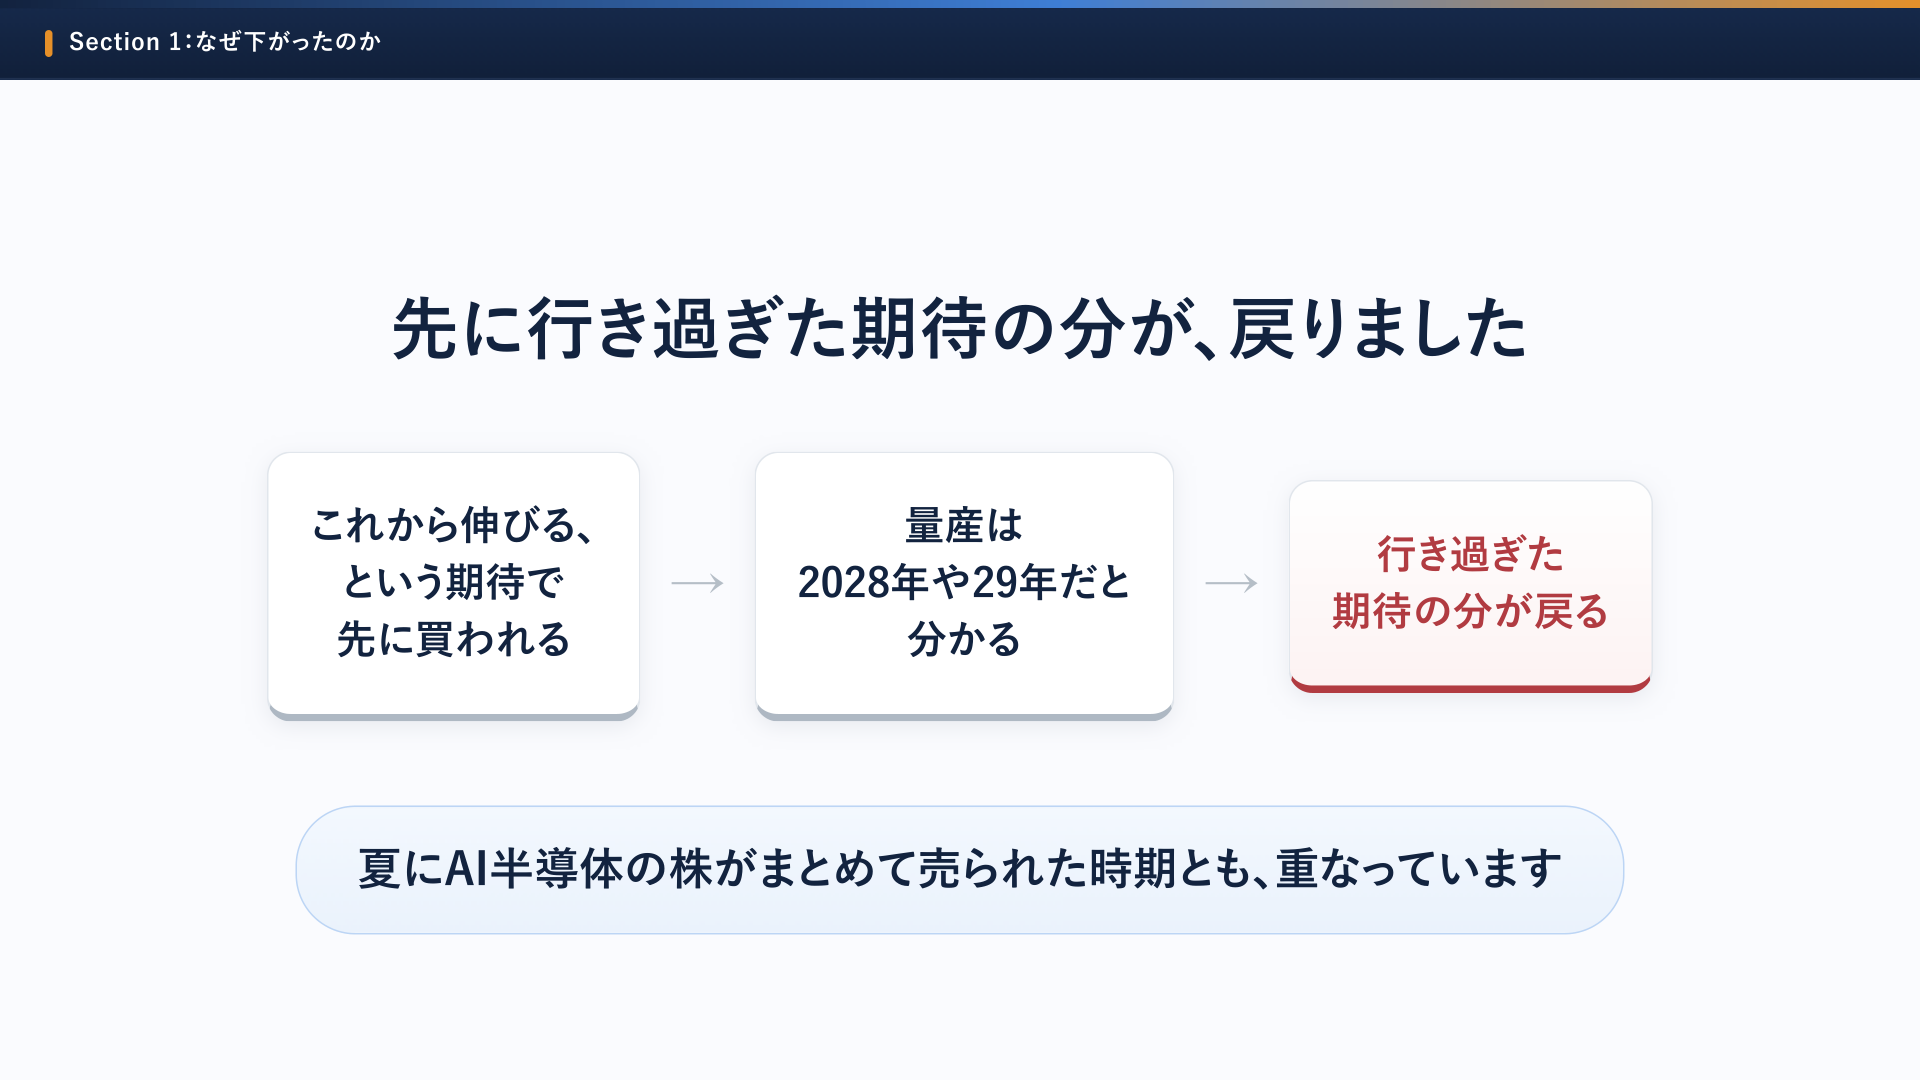 Section 1：なぜ下がったのか
先に行き過ぎた期待の分が、戻りました
これから伸びる、
という期待で
先に買われる
→
量産は
2028年や29年だと
分かる
→
行き過ぎた
期待の分が戻る
夏にAI半導体の株がまとめて売られた時期とも、重なっています